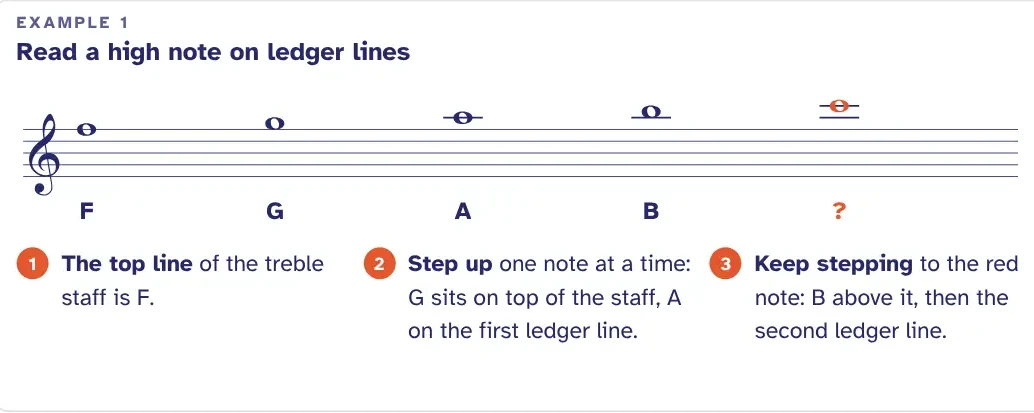 EXAMPLE 1
Read a high note on ledger lines
F G A B ?
1 The top line of the treble
staff is F.
2 Step up one note at a time:
G sits on top of the staff, A
on the first ledger line.
3 Keep stepping to the red
note: B above it, then the
second ledger line.